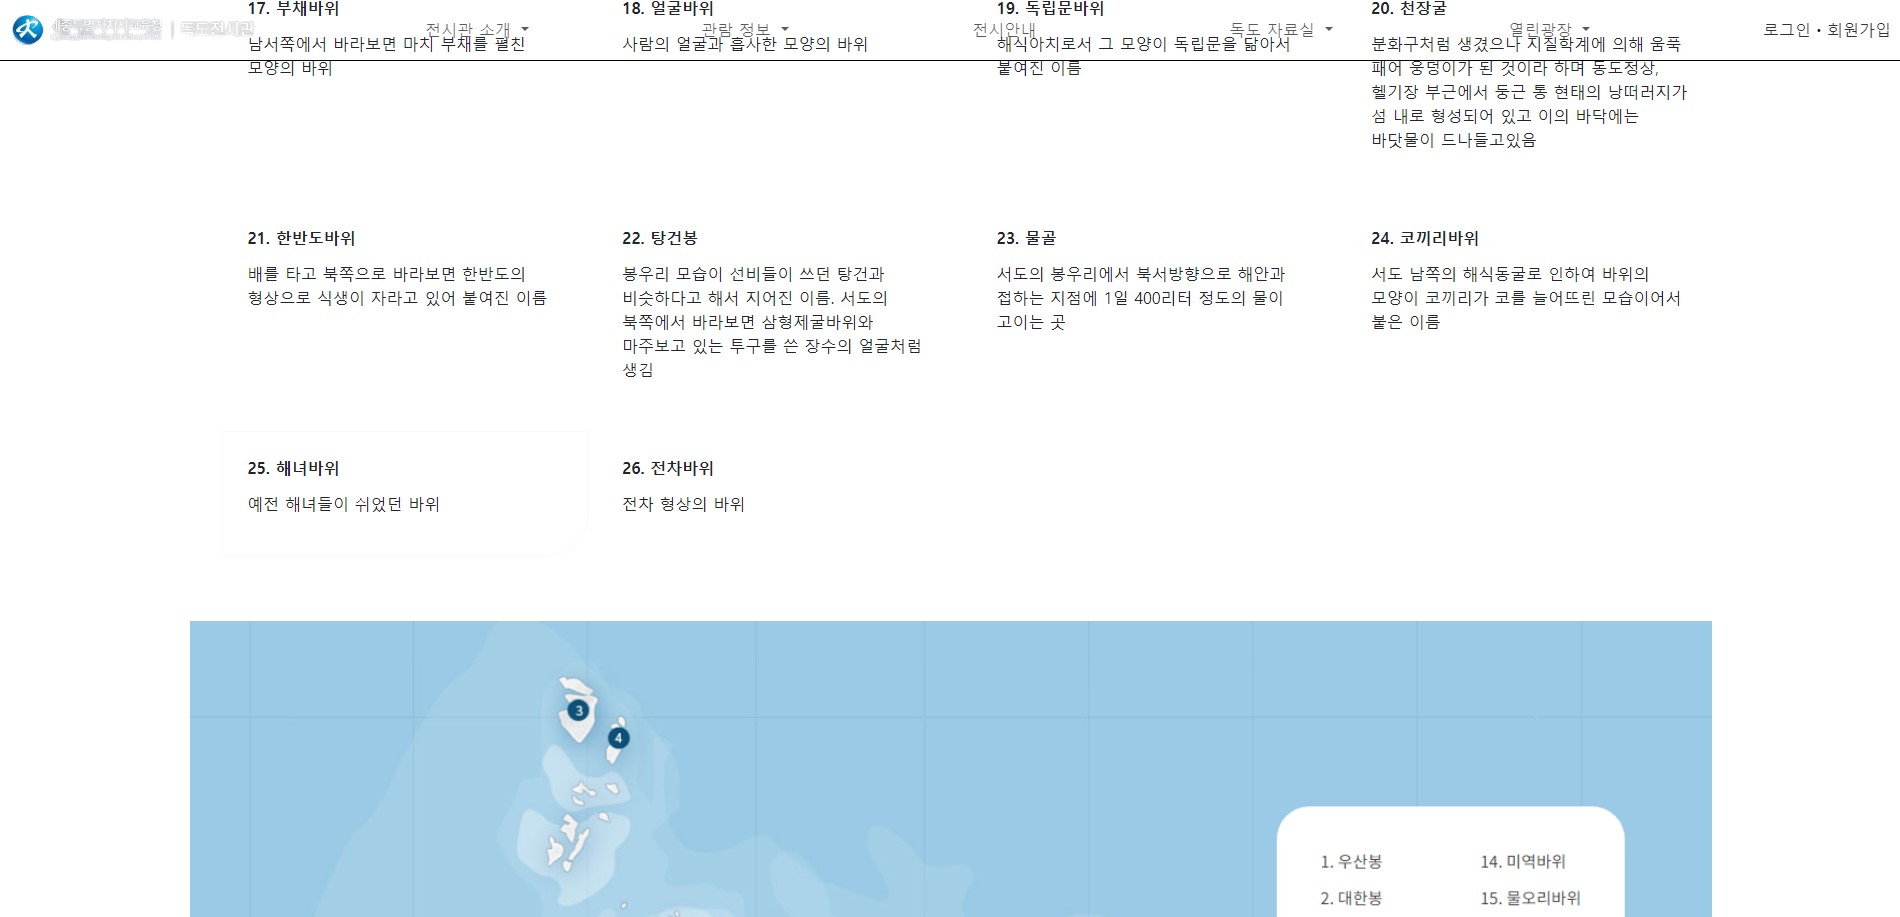 독도전시관
전시관 소개
관람 정보
전시안내
독도 자료실
열린광장
로그인 • 회원가입
17. 부채바위
남서쪽에서 바라보면 마치 부채를 펼친
모양의 바위
18. 얼굴바위
사람의 얼굴과 흡사한 모양의 바위
19. 독립문바위
해식아치로서 그 모양이 독립문을 닮아서
붙여진 이름
20. 천장굴
분화구처럼 생겼으나 지질학계에 의해 움푹
패어 웅덩이가 된 것이라 하며 동도정상,
헬기장 부근에서 둥근 통 현태의 낭떠러지가
섬 내로 형성되어 있고 이의 바닥에는
바닷물이 드나들고있음
21. 한반도바위
배를 타고 북쪽으로 바라보면 한반도의
형상으로 식생이 자라고 있어 붙여진 이름
22. 탕건봉
봉우리 모습이 선비들이 쓰던 탕건과
비슷하다고 해서 지어진 이름. 서도의
북쪽에서 바라보면 삼형제굴바위와
마주보고 있는 투구를 쓴 장수의 얼굴처럼
생김
23. 물골
서도의 봉우리에서 북서방향으로 해안과
접하는 지점에 1일 400리터 정도의 물이
고이는 곳
24. 코끼리바위
서도 남쪽의 해식동굴로 인하여 바위의
모양이 코끼리가 코를 늘어뜨린 모습이어서
붙은 이름
25. 해녀바위
예전 해녀들이 쉬었던 바위
26. 전차바위
전차 형상의 바위
3
4
1. 우산봉
14. 미역바위
2. 대한봉
15. 물오리바위